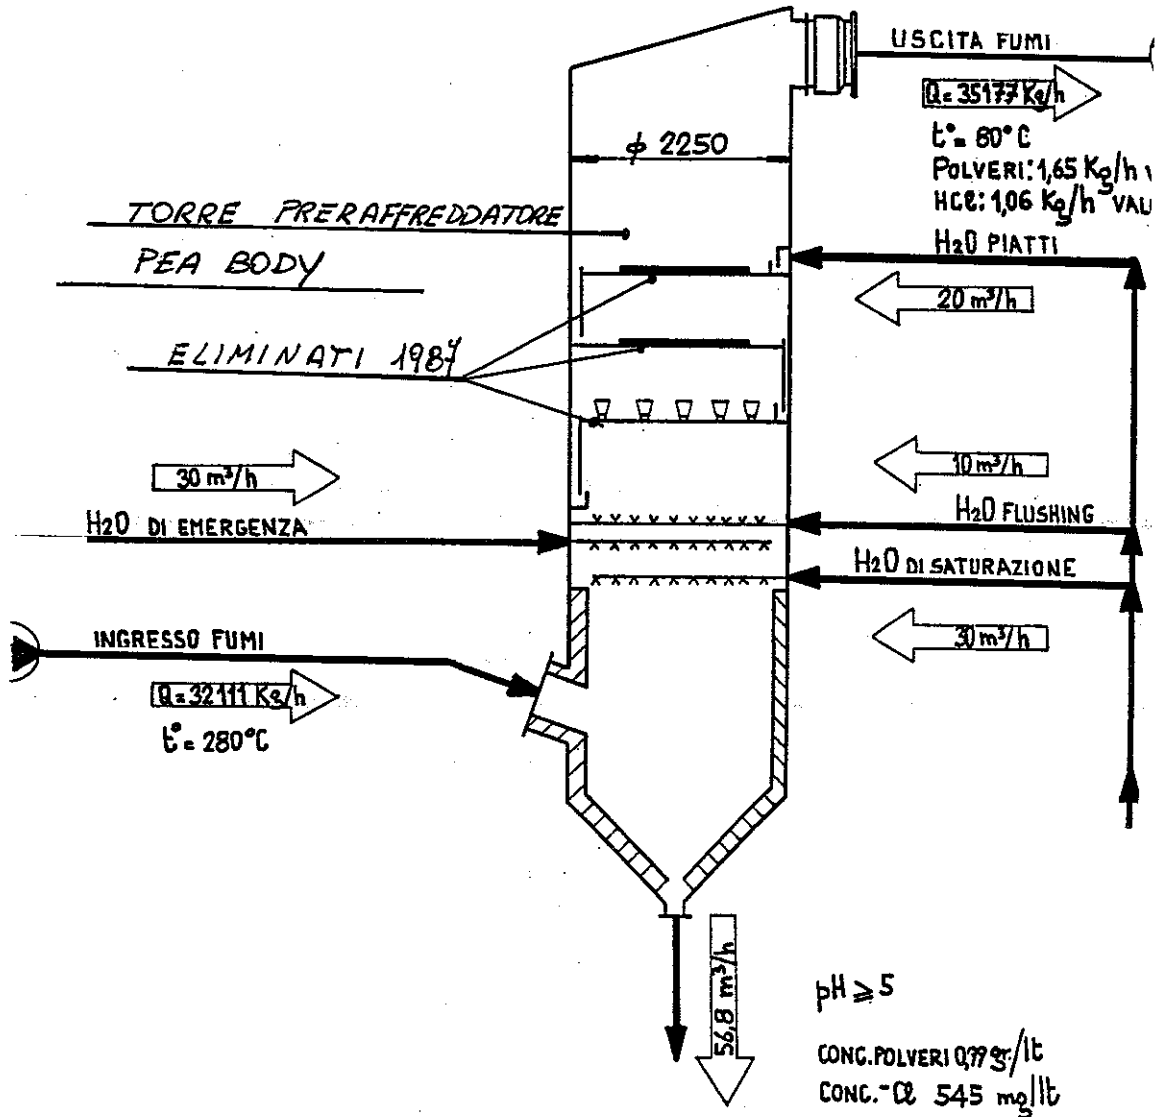 USCITA FUMI
Q=35177 Kg/h
t°= 80°C
POLVERI: 1,65 Kg/h
HCl: 1,06 Kg/h VAL
φ 2250
TORRE PRERAFFREDDATORE
PEA BODY
H2O PIATTI
20 m³/h
ELIMINATI 1987
30 m³/h
10 m³/h
H2O DI EMERGENZA
H2O FLUSHING
H2O DI SATURAZIONE
INGRESSO FUMI
30 m³/h
Q=32111 Kg/h
t°= 280°C
56,8 m³/h
pH ≥ 5
CONC. POLVERI 0,79 gr/lt
CONC.-Cl 545 mg/lt